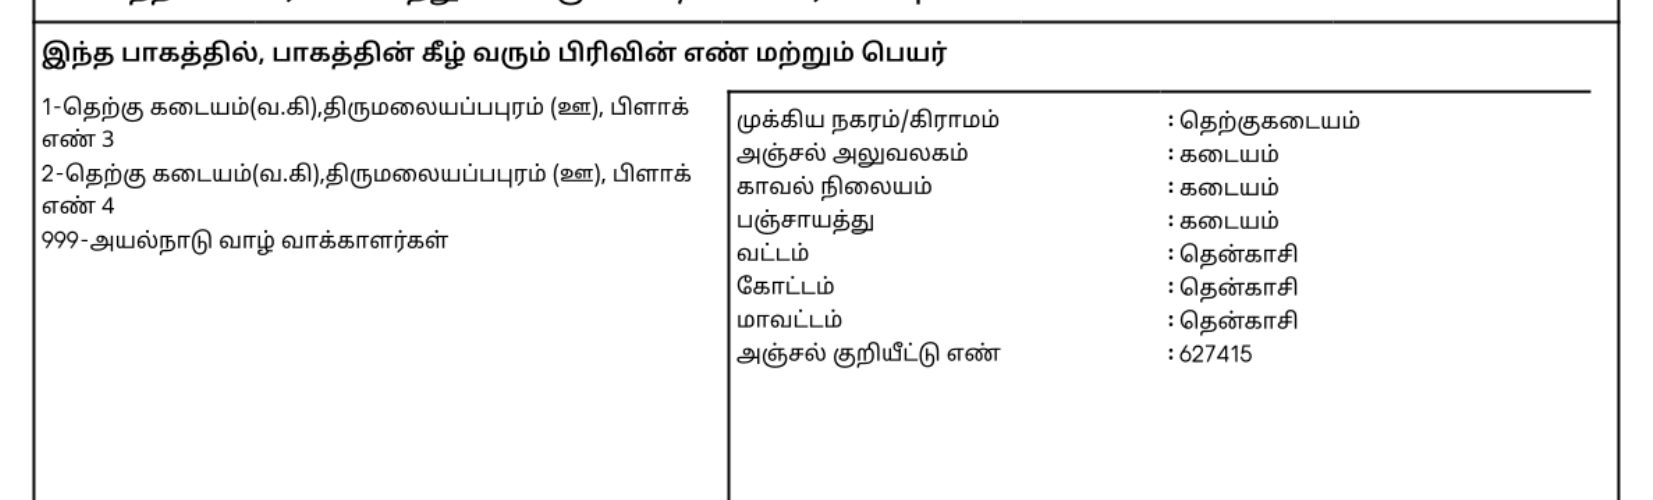 இந்த பாகத்தில், பாகத்தின் கீழ் வரும் பிரிவின் எண் மற்றும் பெயர்
1-தெற்கு கடையம்(வ.கி),திருமலையப்பபுரம் (ஊ), பிளாக்
எண் 3
2-தெற்கு கடையம்(வ.கி),திருமலையப்பபுரம் (ஊ), பிளாக்
எண் 4
999-அயல்நாடு வாழ் வாக்காளர்கள்
முக்கிய நகரம்/கிராமம் : தெற்குகடையம்
அஞ்சல் அலுவலகம் : கடையம்
காவல் நிலையம் : கடையம்
பஞ்சாயத்து : கடையம்
வட்டம் : தென்காசி
கோட்டம் : தென்காசி
மாவட்டம் : தென்காசி
அஞ்சல் குறியீட்டு எண் : 627415